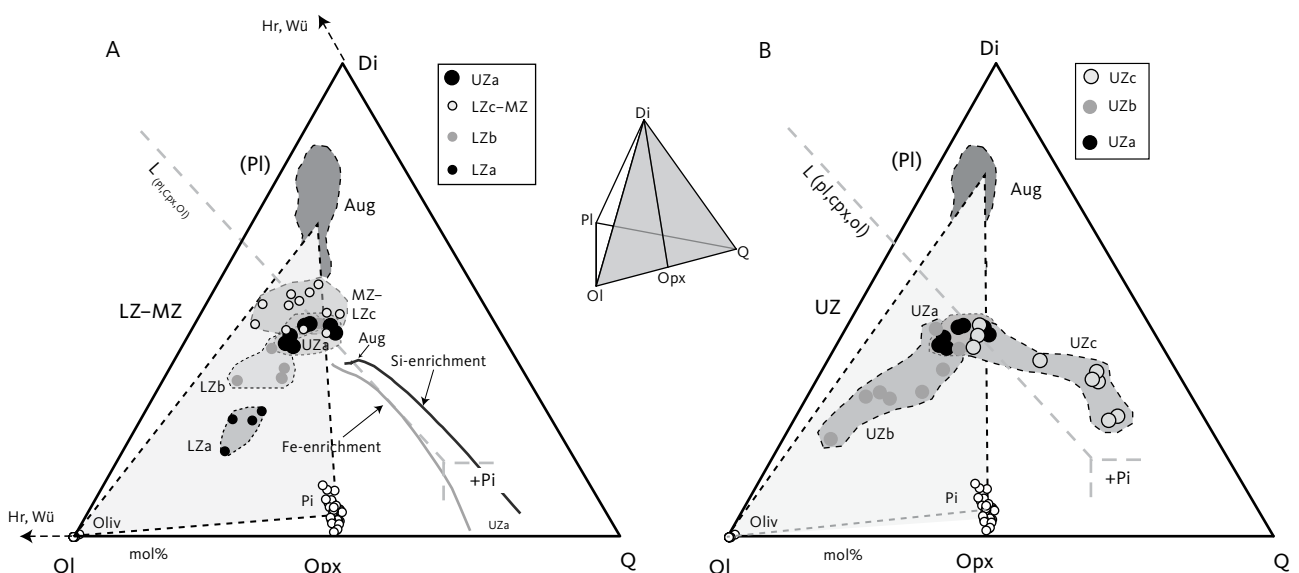 Hr, Wü
A
Di
UZa
LZc–MZ
LZb
LZa
(Pl)
L (Pl,Cpx,Ol)
Aug
LZ–MZ
MZ–
LZc
UZa
Aug
Si-enrichment
LZb
LZa
Fe-enrichment
+Pi
Pi
UZa
Hr, Wü
Oliv
mol%
Ol
Opx
Q
Di
Pl
Q
Opx
Ol
B
Di
UZc
UZb
UZa
(Pl)
L (pl,cpx,ol)
Aug
UZ
UZa
UZc
UZb
+Pi
Pi
Oliv
mol%
Ol
Opx
Q